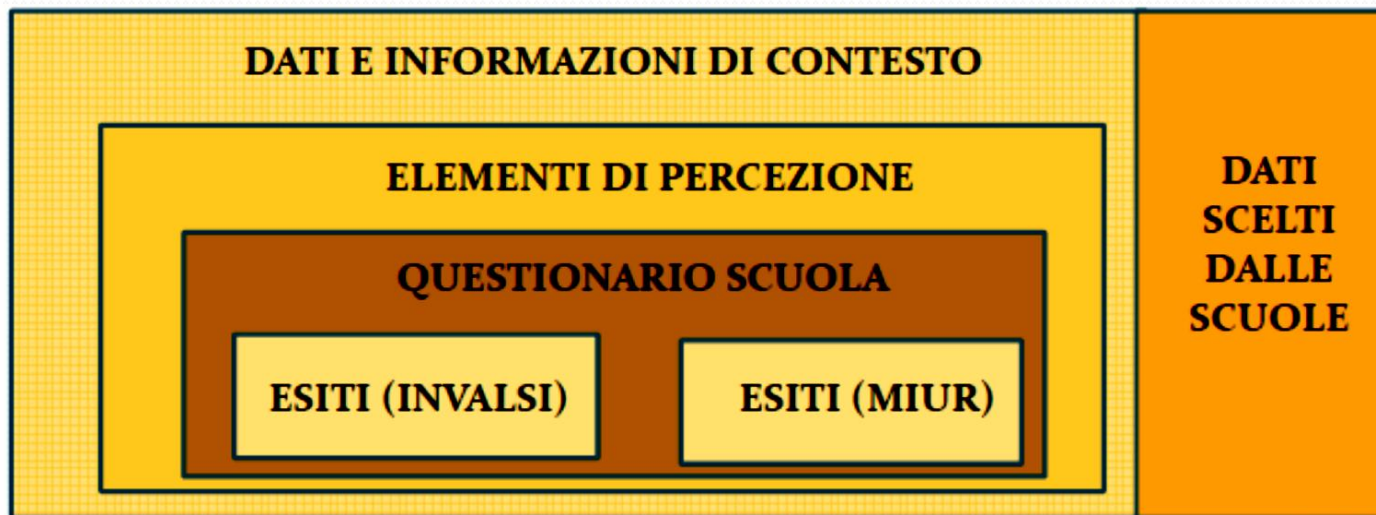 DATI E INFORMAZIONI DI CONTESTO
ELEMENTI DI PERCEZIONE
QUESTIONARIO SCUOLA
ESITI (INVALSI)
ESITI (MIUR)
DATI
SCELTI
DALLE
SCUOLE